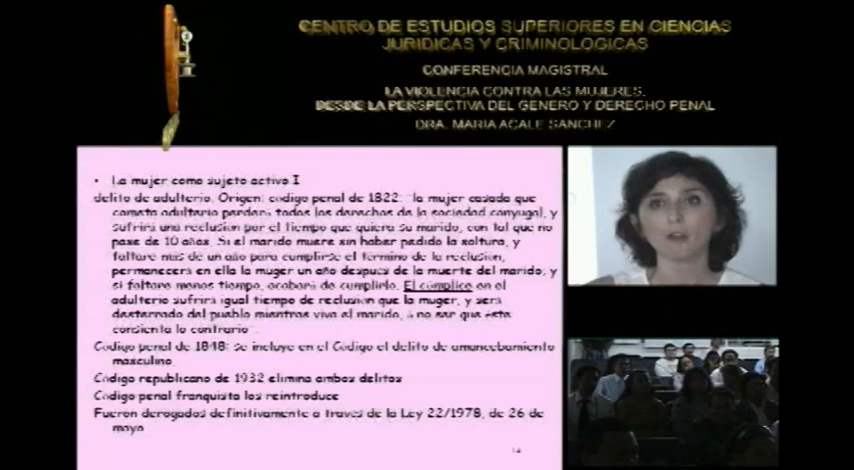 CENTRO DE ESTUDIOS SUPERIORES EN CIENCIAS
JURIDICAS Y CRIMINOLOGICAS
CONFERENCIA MAGISTRAL
LA VIOLENCIA CONTRA LAS MUJERES.
DESDE LA PERSPECTIVA DEL GENERO Y DERECHO PENAL
DRA. MARIA ACALE SANCHEZ
• La mujer como sujeto activo I
delito de adulterio. Origen: código penal de 1822: "la mujer casada que
cometa adulterio perderá todos los derechos de la sociedad conyugal, y
sufrirá una reclusión por el tiempo que quiera su marido, con tal que no
pase de 10 años. Si el marido muere sin haber pedido la soltura, y
faltare más de un año para cumplirse el término de la reclusión,
permanecerá en ella la muger un año después de la muerte del marido; y
si faltare menos tiempo, acabará de cumplirlo. El cómplice en el
adulterio sufrirá igual tiempo de reclusión que la muger, y será
desterrado del pueblo mientras viva el marido, á no ser que éste
consienta lo contrario".
Código penal de 1848: se incluye en el Código el delito de amancebamiento
masculino
Código republicano de 1932 elimina ambos delitos
Código penal franquista los reintroduce
Fueron derogados definitivamente a través de la Ley 22/1978, de 26 de
mayo
14